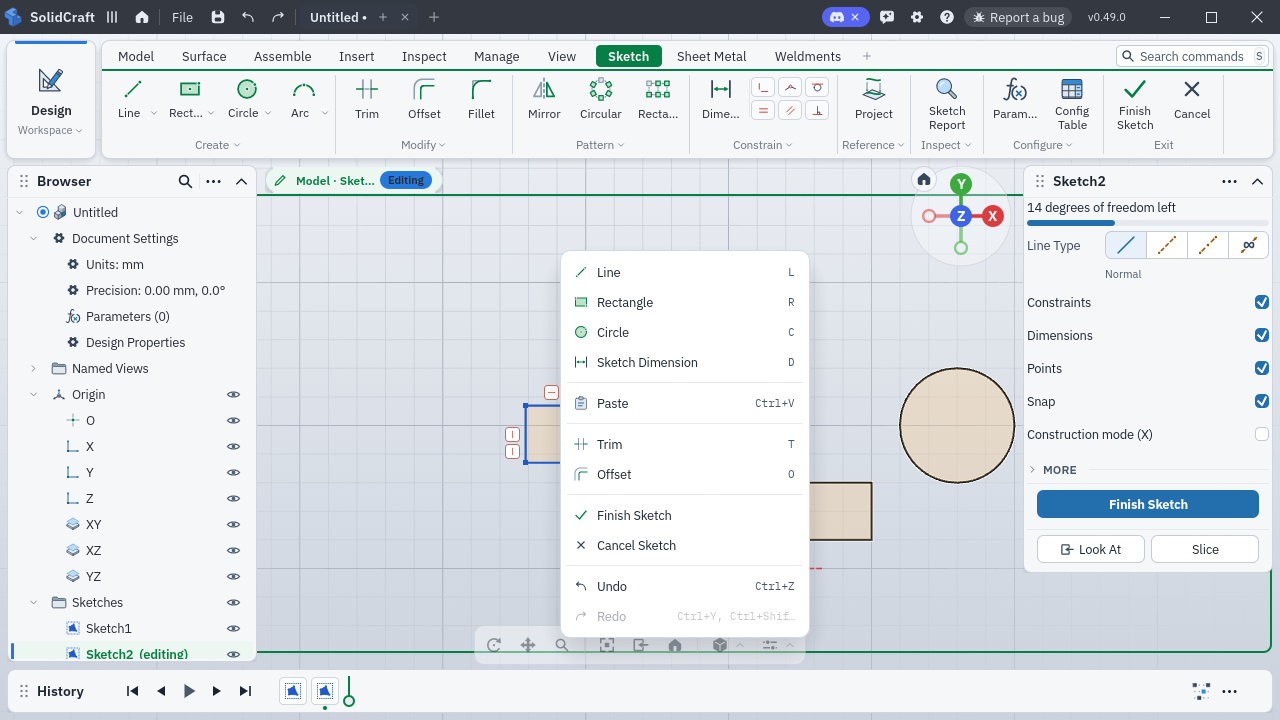 SolidCraft
File
Untitled •
Report a bug
v0.49.0
Design
Workspace
Model
Surface
Assemble
Insert
Inspect
Manage
View
Sketch
Sheet Metal
Weldments
Search commands
S
Line
Rect...
Circle
Arc
Create
Trim
Offset
Fillet
Modify
Mirror
Circular
Recta...
Pattern
Dime...
Constrain
Project
Reference
Sketch Report
Inspect
Param...
Config Table
Configure
Finish Sketch
Cancel
Exit
Browser
Untitled
Document Settings
Units: mm
Precision: 0.00 mm, 0.0°
Parameters (0)
Design Properties
Named Views
Origin
O
X
Y
Z
XY
XZ
YZ
Sketches
Sketch1
Sketch2 (editing)
Model · Sket...
Editing
Y
Z
X
Line
L
Rectangle
R
Circle
C
Sketch Dimension
D
Paste
Ctrl+V
Trim
T
Offset
O
Finish Sketch
Cancel Sketch
Undo
Ctrl+Z
Redo
Ctrl+Y, Ctrl+Shif…
Sketch2
14 degrees of freedom left
Line Type
Normal
Constraints
Dimensions
Points
Snap
Construction mode (X)
MORE
Finish Sketch
Look At
Slice
History